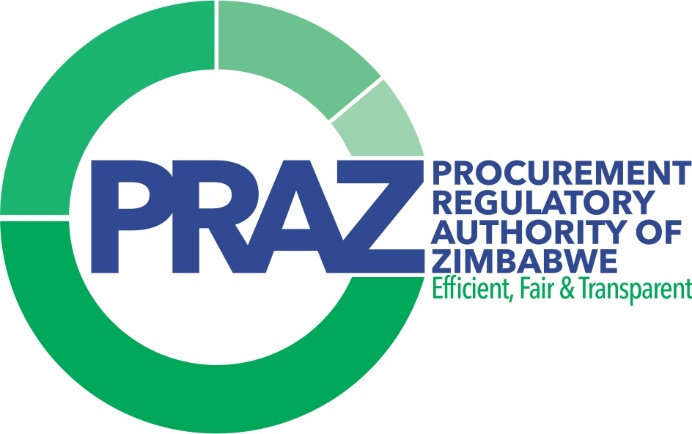 PRAZ
PROCUREMENT
REGULATORY
AUTHORITY OF
ZIMBABWE
Efficient, Fair & Transparent